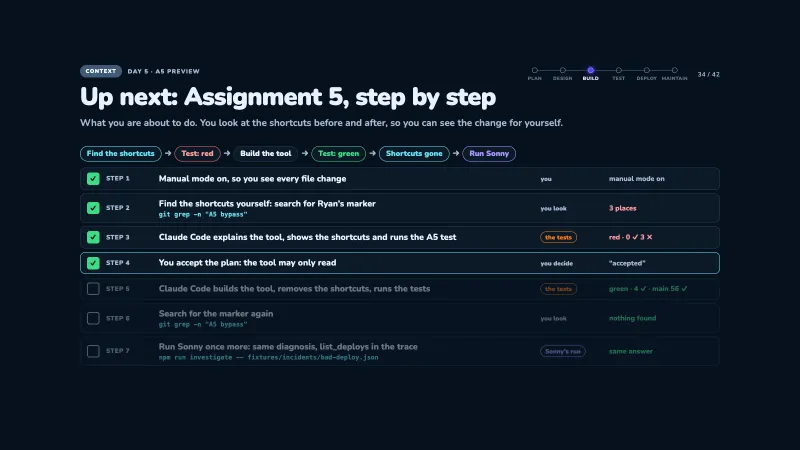 CONTEXT DAY 5 · A5 PREVIEW
PLAN DESIGN BUILD TEST DEPLOY MAINTAIN 34 / 42
Up next: Assignment 5, step by step
What you are about to do. You look at the shortcuts before and after, so you can see the change for yourself.
Find the shortcuts → Test: red → Build the tool → Test: green → Shortcuts gone → Run Sonny
STEP 1 Manual mode on, so you see every file change you manual mode on
STEP 2 Find the shortcuts yourself: search for Ryan's marker you look 3 places
git grep -n "A5 bypass"
STEP 3 Claude Code explains the tool, shows the shortcuts and runs the A5 test the tests red · 0 ✓ 3 ✕
STEP 4 You accept the plan: the tool may only read you decide "accepted"
STEP 5 Claude Code builds the tool, removes the shortcuts, runs the tests the tests green · 4 ✓ · main 56 ✓
STEP 6 Search for the marker again you look nothing found
git grep -n "A5 bypass"
STEP 7 Run Sonny once more: same diagnosis, list_deploys in the trace Sonny's run same answer
npm run investigate -- fixtures/incidents/bad-deploy.json